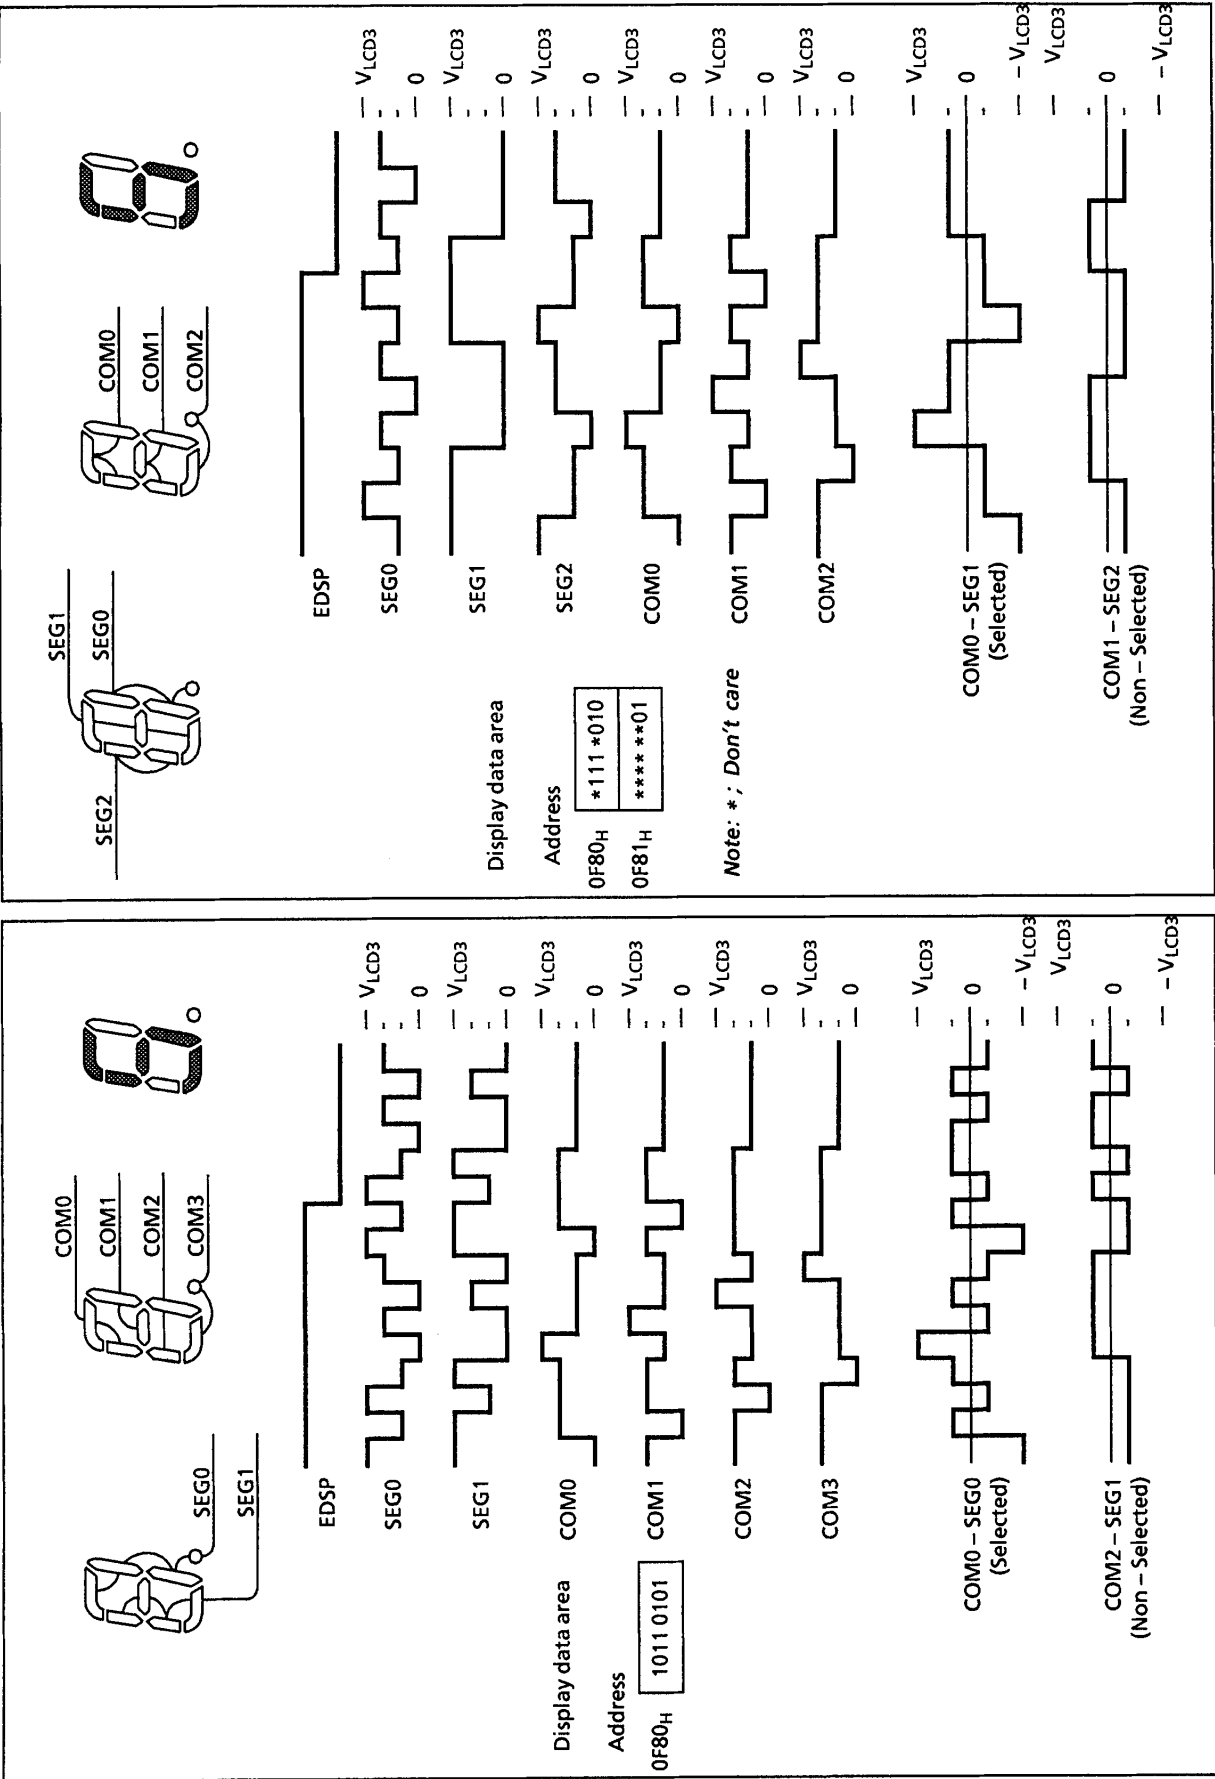 COM0
COM1
COM2
COM3
SEG0
SEG1
EDSP
SEG0
VLCD3
0
SEG1
VLCD3
0
Display data area
COM0
VLCD3
0
Address
0F80H 1011 0101
COM1
VLCD3
0
COM2
VLCD3
0
COM3
VLCD3
0
COM0 – SEG0
(Selected)
VLCD3
0
– VLCD3
COM2 – SEG1
(Non – Selected)
VLCD3
0
– VLCD3
SEG1
SEG0
SEG2
COM0
COM1
COM2
EDSP
SEG0
VLCD3
0
SEG1
VLCD3
0
Display data area
Address
0F80H *111 *010
0F81H **** **01
Note: * ; Don't care
SEG2
VLCD3
0
COM0
VLCD3
0
COM1
VLCD3
0
COM2
VLCD3
0
COM0 – SEG1
(Selected)
VLCD3
0
– VLCD3
COM1 – SEG2
(Non – Selected)
VLCD3
0
– VLCD3